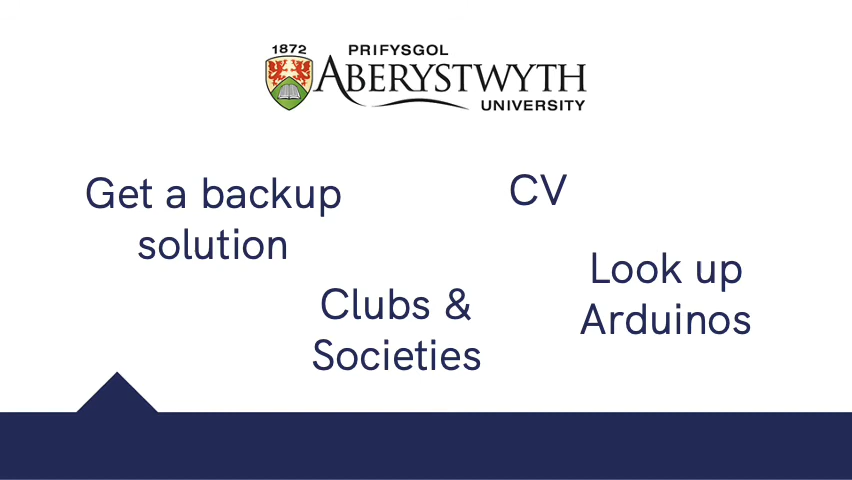 1872
PRIFYSGOL
ABERYSTWYTH
UNIVERSITY
Get a backup
solution
CV
Look up
Arduinos
Clubs &
Societies